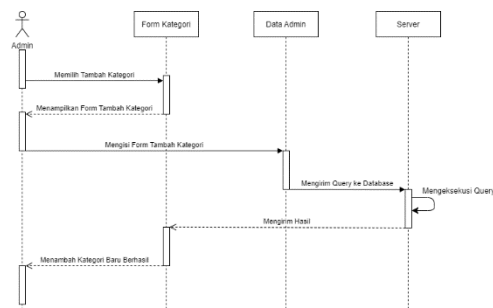 Form Kategori
Data Admin
Server
Admin
Memilih Tambah Kategori
Menampilkan Form Tambah Kategori
Mengisi Form Tambah Kategori
Mengirim Query ke Database
Mengeksekusi Query
Mengirim Hasil
Menambah Kategori Baru Berhasil